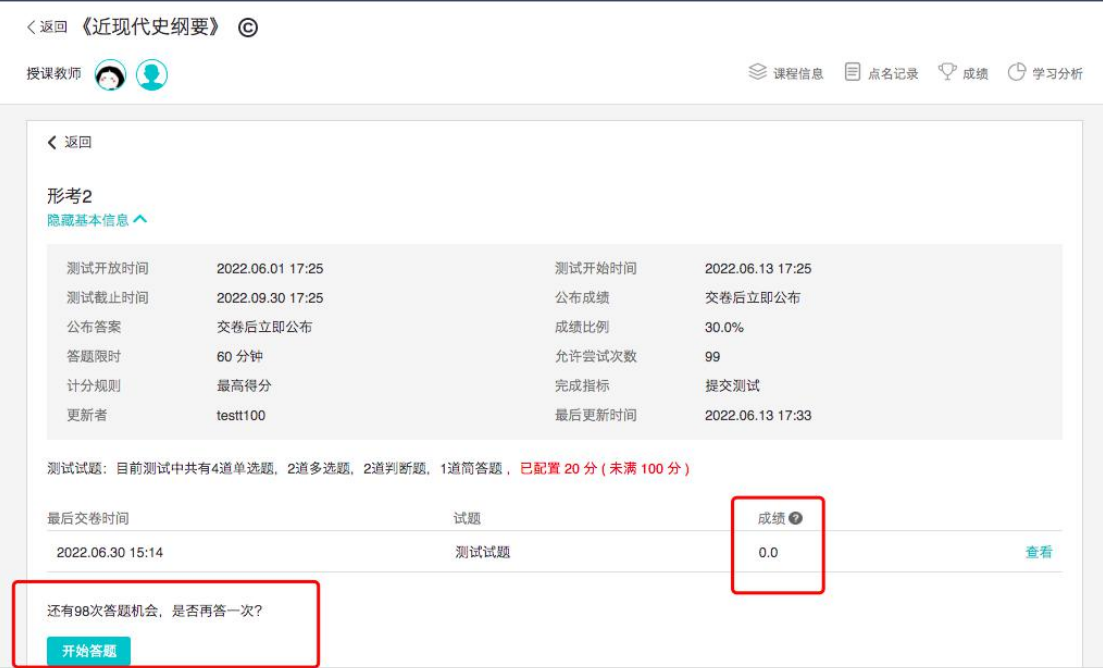 返回 《近现代史纲要》 ©
授课教师
课程信息 点名记录 成绩 学习分析
返回
形考2
隐藏基本信息
测试开放时间 2022.06.01 17:25 测试开始时间 2022.06.13 17:25
测试截止时间 2022.09.30 17:25 公布成绩 交卷后立即公布
公布答案 交卷后立即公布 成绩比例 30.0%
答题限时 60 分钟 允许尝试次数 99
计分规则 最高得分 完成指标 提交测试
更新者 testt100 最后更新时间 2022.06.13 17:33
测试试题：目前测试中共有4道单选题，2道多选题，2道判断题，1道简答题 ，已配置 20 分 ( 未满 100 分 )
最后交卷时间 试题 成绩 ?
2022.06.30 15:14 测试试题 0.0 查看
还有98次答题机会，是否再答一次？
开始答题